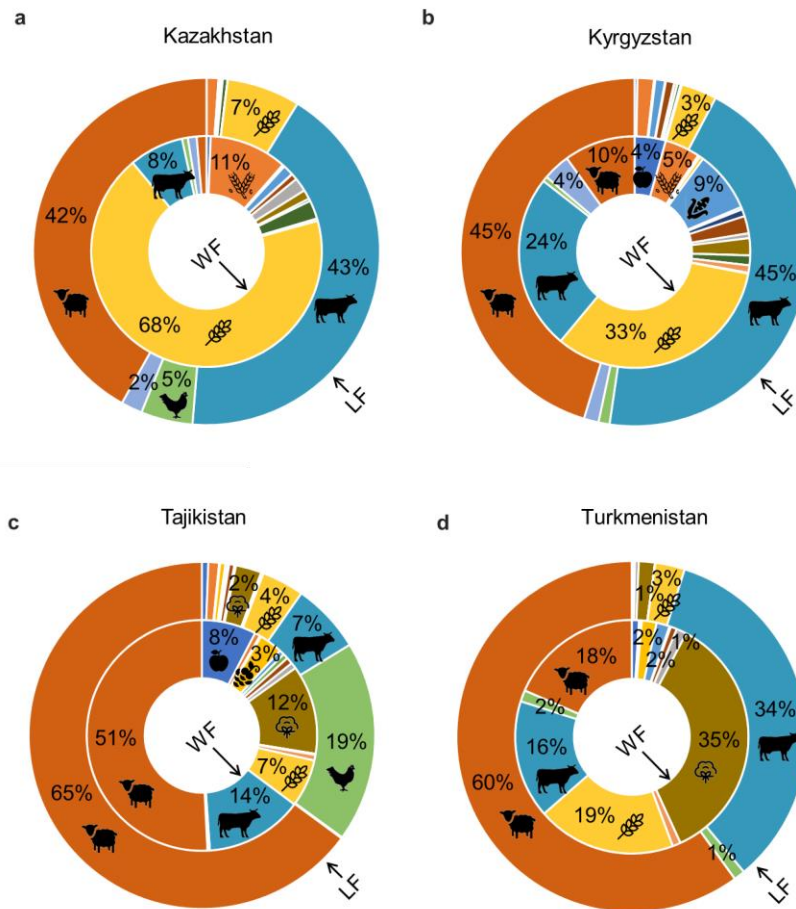 a
Kazakhstan
7%
8%
11%
42%
WF
43%
68%
2%
5%
LF
b
Kyrgyzstan
3%
10%
4%
5%
4%
9%
45%
24%
WF
45%
33%
LF
c
Tajikistan
2%
4%
7%
8%
3%
12%
51%
WF
19%
7%
65%
14%
LF
d
Turkmenistan
1%
3%
2%
2%
1%
18%
2%
WF
35%
34%
16%
60%
19%
1%
LF